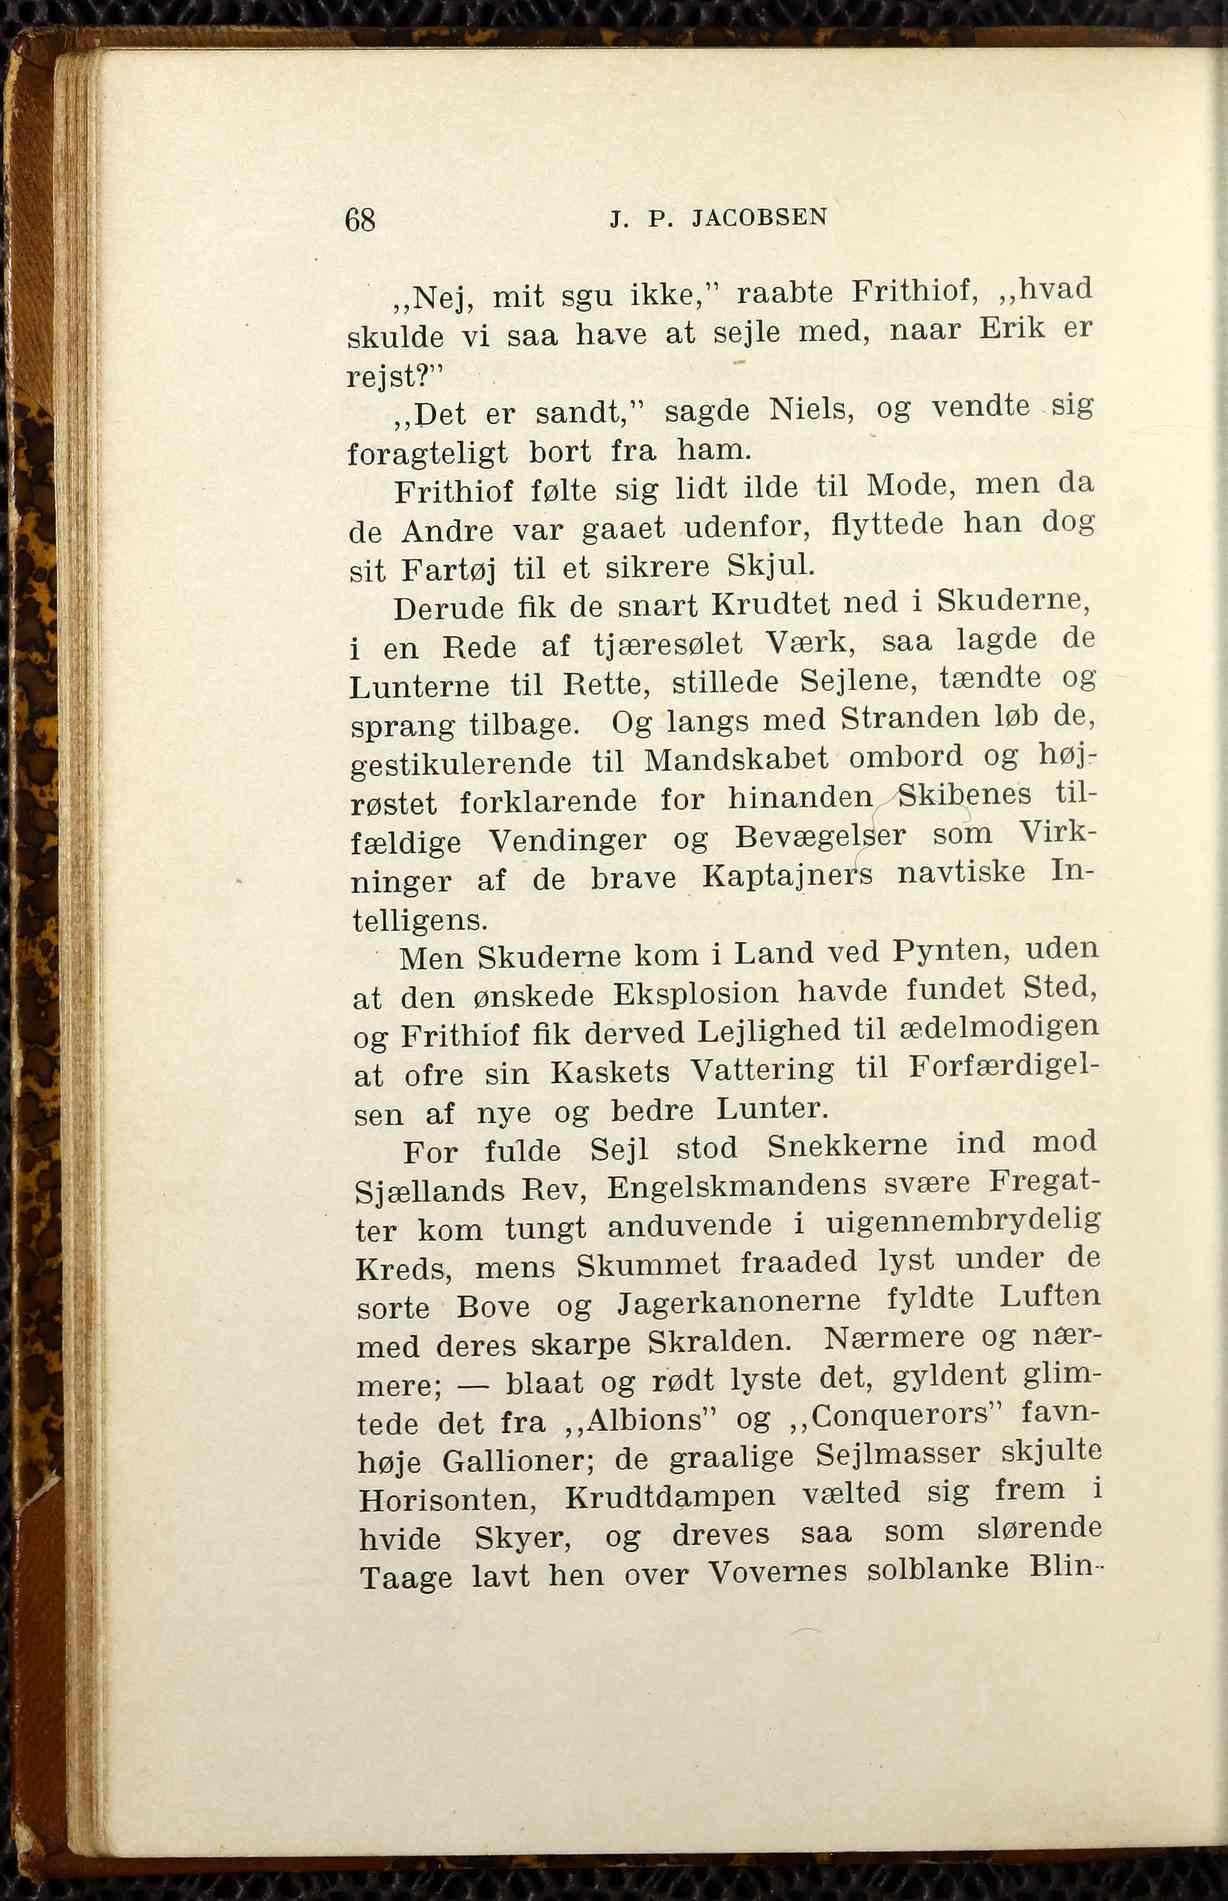 68 J. P. JACOBSEN
,,Nej, mit sgu ikke,” raabte Frithiof, ,,hvad
skulde vi saa have at sejle med, naar Erik er
rejst?”
,,Det er sandt,” sagde Niels, og vendte sig
foragteligt bort fra ham.
Frithiof følte sig lidt ilde til Mode, men da
de Andre var gaaet udenfor, flyttede han dog
sit Fartøj til et sikrere Skjul.
Derude fik de snart Krudtet ned i Skuderne,
i en Rede af tjæresølet Værk, saa lagde de
Lunterne til Rette, stillede Sejlene, tændte og
sprang tilbage. Og langs med Stranden løb de,
gestikulerende til Mandskabet ombord og høj-
røstet forklarende for hinanden Skibenes til-
fældige Vendinger og Bevægelser som Virk-
ninger af de brave Kaptajners navtiske In-
telligens.
Men Skuderne kom i Land ved Pynten, uden
at den ønskede Eksplosion havde fundet Sted,
og Frithiof fik derved Lejlighed til ædelmodigen
at ofre sin Kaskets Vattering til Forfærdigel-
sen af nye og bedre Lunter.
For fulde Sejl stod Snekkerne ind mod
Sjællands Rev, Engelskmandens svære Fregat-
ter kom tungt anduvende i uigennembrydelig
Kreds, mens Skummet fraaded lyst under de
sorte Bove og Jagerkanonerne fyldte Luften
med deres skarpe Skralden. Nærmere og nær-
mere; — blaat og rødt lyste det, gyldent glim-
tede det fra ,,Albions” og ,,Conquerors” favn-
høje Gallioner; de graalige Sejlmasser skjulte
Horisonten, Krudtdampen vælted sig frem i
hvide Skyer, og dreves saa som slørende
Taage lavt hen over Vovernes solblanke Blin-